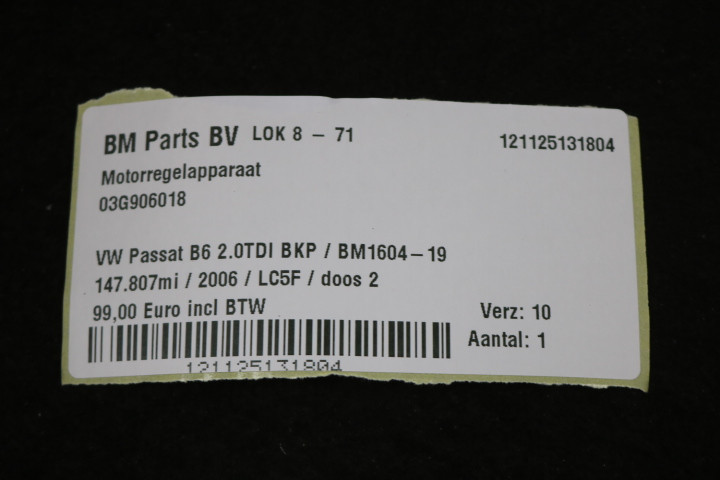 BM Parts BV LOK 8 - 71 121125131804
Motorregelapparaat
03G906018
VW Passat B6 2.0TDI BKP / BM1604-19
147.807mi / 2006 / LC5F / doos 2
99,00 Euro incl BTW Verz: 10
Aantal: 1
121125131804